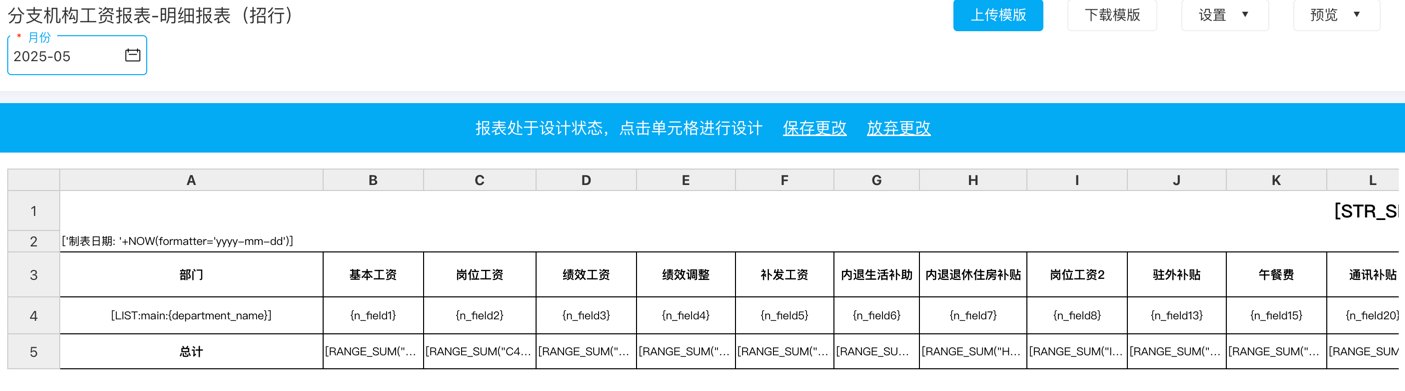 分支机构工资报表-明细报表（招行） 上传模版 下载模版 设置 ▼ 预览 ▼
* 月份
2025-05
报表处于设计状态，点击单元格进行设计 保存更改 放弃更改
A B C D E F G H I J K L
1 [STR_S
2 ['制表日期: '+NOW(formatter='yyyy-mm-dd')]
3 部门 基本工资 岗位工资 绩效工资 绩效调整 补发工资 内退生活补助 内退退休住房补贴 岗位工资2 驻外补贴 午餐费 通讯补贴
4 [LIST:main:{department_name}] {n_field1} {n_field2} {n_field3} {n_field4} {n_field5} {n_field6} {n_field7} {n_field8} {n_field13} {n_field15} {n_field20}
5 总计 [RANGE_SUM("... [RANGE_SUM("C4... [RANGE_SUM("... [RANGE_SUM("... [RANGE_SUM("... [RANGE_SU... [RANGE_SUM("H... [RANGE_SUM("I... [RANGE_SUM("... [RANGE_SUM("... [RANGE_SUM